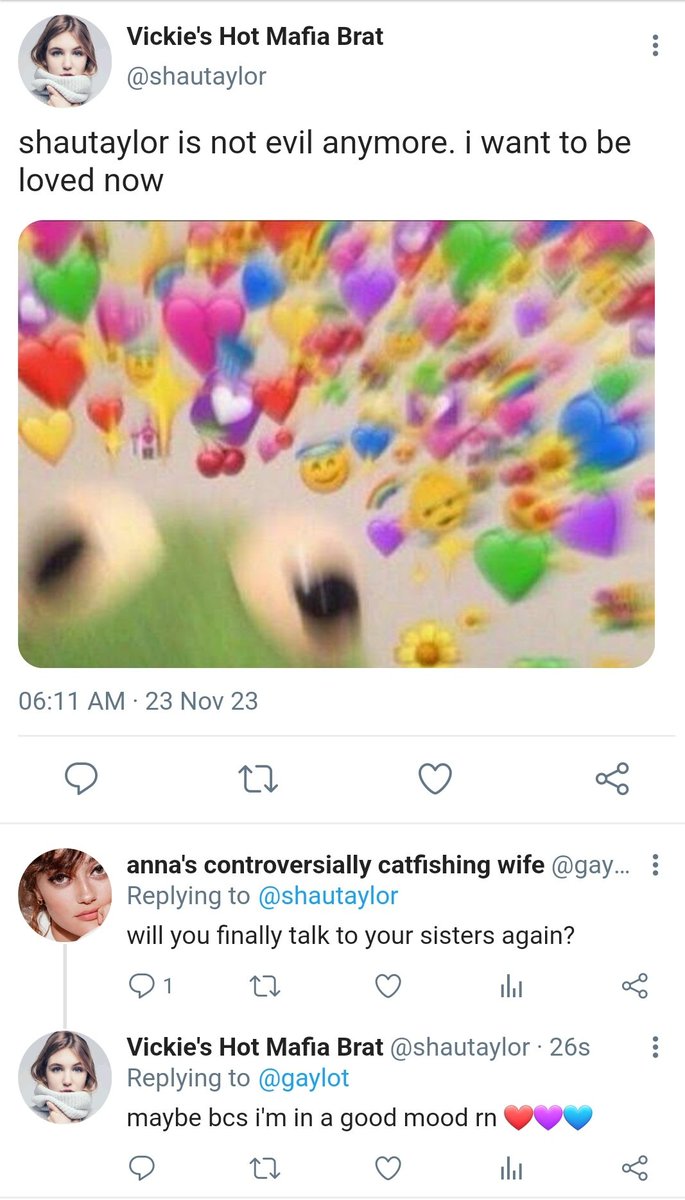 Vickie's Hot Mafia Brat
@shautaylor
shautaylor is not evil anymore. i want to be
loved now
06:11 AM · 23 Nov 23
anna's controversially catfishing wife @gay...
Replying to @shautaylor
will you finally talk to your sisters again?
1
Vickie's Hot Mafia Brat @shautaylor · 26s
Replying to @gaylot
maybe bcs i'm in a good mood rn ❤️💜💙